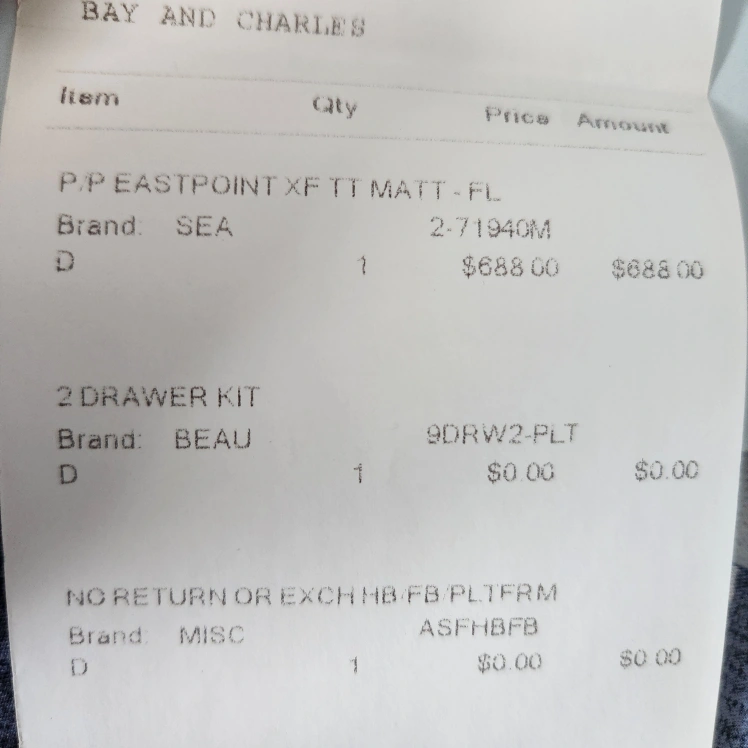 BAY AND CHARLES
Item Qty Price Amount
P/P EASTPOINT XF TT MATT - FL
Brand: SEA 2-71940M
D 1 $688.00 $688.00
2 DRAWER KIT
Brand: BEAU 9DRW2-PLT
D 1 $0.00 $0.00
NO RETURN OR EXCH HB/FB/PLTFRM
Brand: MISC ASFHBFB
D 1 $0.00 $0.00